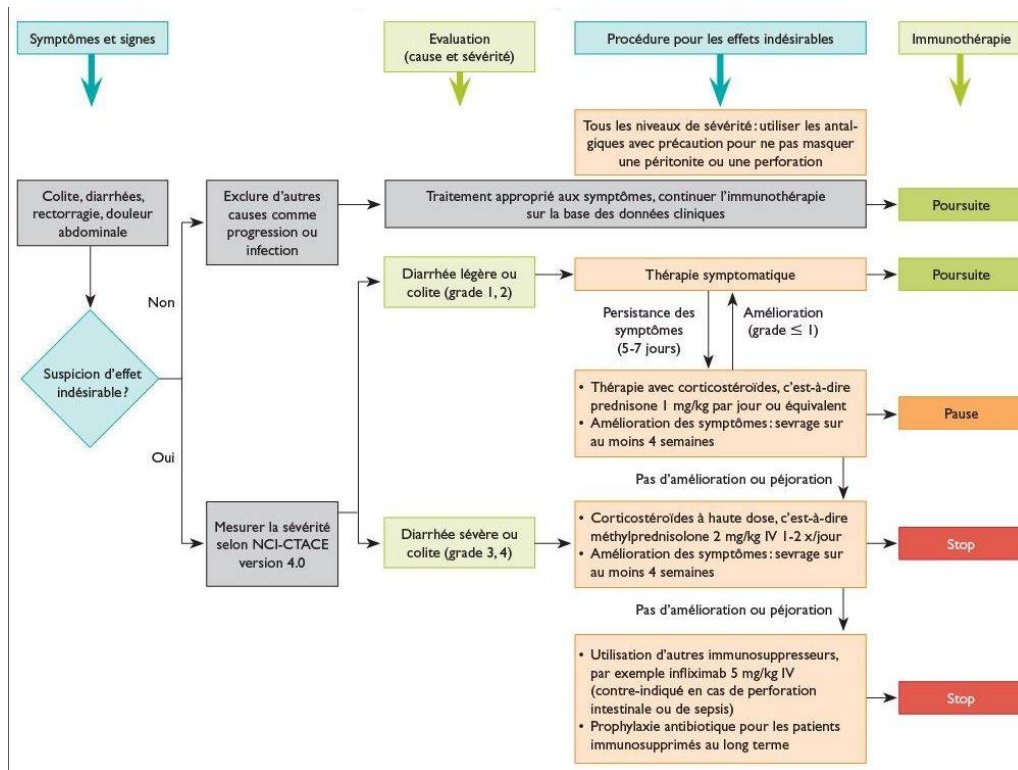 Symptômes et signes
Evaluation
(cause et sévérité)
Procédure pour les effets indésirables
Immunothérapie
Tous les niveaux de sévérité : utiliser les antal-
giques avec précaution pour ne pas masquer
une péritonite ou une perforation
Colite, diarrhées,
rectorragie, douleur
abdominale
Exclure d'autres
causes comme
progression ou
infection
Traitement approprié aux symptômes, continuer l'immunothérapie
sur la base des données cliniques
Poursuite
Non
Diarrhée légère ou
colite (grade 1, 2)
Thérapie symptomatique
Poursuite
Persistance des
symptômes
(5-7 jours)
Amélioration
(grade ≤ 1)
Suspicion d'effet
indésirable ?
• Thérapie avec corticostéroïdes, c'est-à-dire
prednisone 1 mg/kg par jour ou équivalent
• Amélioration des symptômes : sevrage sur
au moins 4 semaines
Pause
Oui
Pas d'amélioration ou péjoration
Mesurer la sévérité
selon NCI-CTACE
version 4.0
Diarrhée sévère ou
colite (grade 3, 4)
• Corticostéroïdes à haute dose, c'est-à-dire
méthylprednisolone 2 mg/kg IV 1-2 x/jour
• Amélioration des symptômes : sevrage sur
au moins 4 semaines
Stop
Pas d'amélioration ou péjoration
• Utilisation d'autres immunosuppresseurs,
par exemple infliximab 5 mg/kg IV
(contre-indiqué en cas de perforation
intestinale ou de sepsis)
• Prophylaxie antibiotique pour les patients
immunosupprimés au long terme
Stop